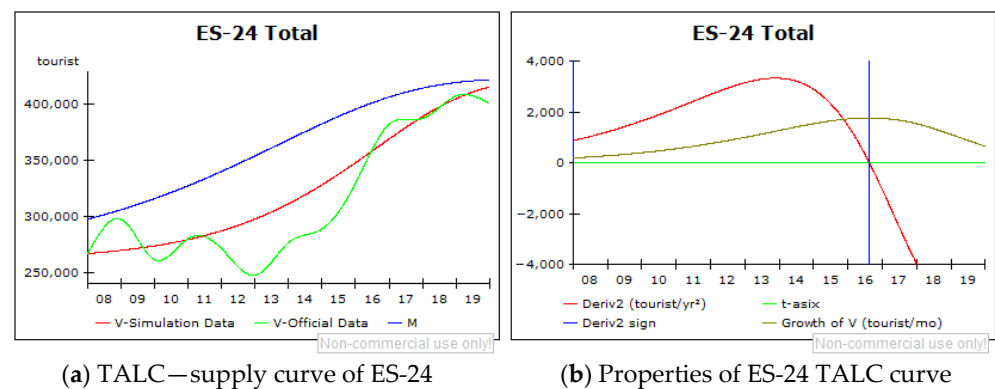 ES-24 Total
tourist
400,000
350,000
300,000
250,000
08 09 10 11 12 13 14 15 16 17 18 19
V-Simulation Data V-Official Data M
Non-commercial use only!
(a) TALC—supply curve of ES-24
ES-24 Total
4,000
2,000
0
−2,000
−4,000
08 09 10 11 12 13 14 15 16 17 18 19
Deriv2 (tourist/yr²) t-asix
Deriv2 sign Growth of V (tourist/mo)
Non-commercial use only!
(b) Properties of ES-24 TALC curve